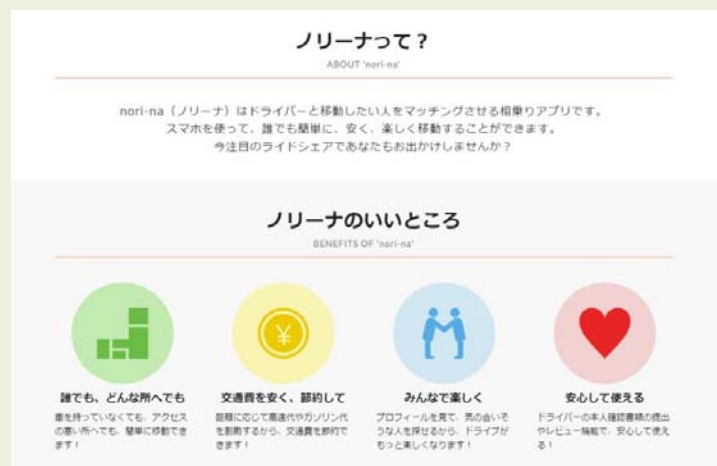 ノリーナって？
ABOUT 'nori-na'
nori-na（ノリーナ）はドライバーと移動したい人をマッチングさせる相乗りアプリです。
スマホを使って、誰でも簡単に、安く、楽しく移動することができます。
今注目のライドシェアであなたもお出かけしませんか？
ノリーナのいいところ
BENEFITS OF 'nori-na'
誰でも、どんな所へでも
車を持っていなくても、アクセス
の悪い所へでも、簡単に移動でき
ます！
¥
交通費を安く、節約して
距離に応じて高速代やガソリン代
を割勘するから、交通費を節約で
きます！
みんなで楽しく
プロフィールを見て、気の合いそ
うな人を探せるから、ドライブが
もっと楽しくなります！
安心して使える
ドライバーの本人確認書類の提出
やレビュー機能で、安心して使え
る！